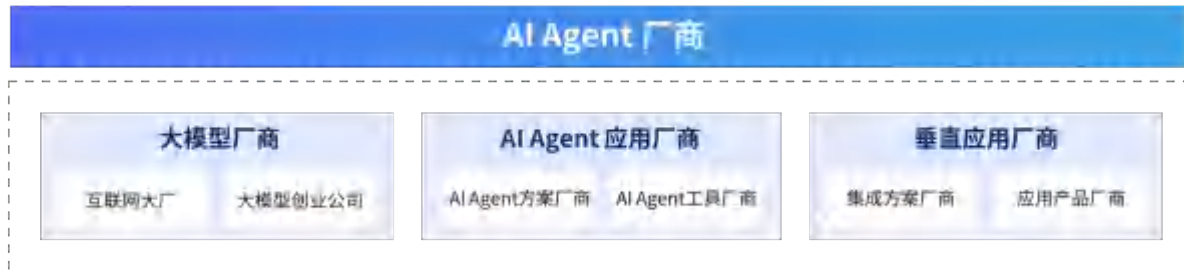 AI Agent 厂商
大模型厂商 AI Agent 应用厂商 垂直应用厂商
互联网大厂 大模型创业公司 AI Agent方案厂商 AI Agent工具厂商 集成方案厂商 应用产品厂商